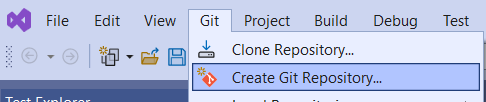 File Edit View Git Project Build Debug Test
Clone Repository...
Create Git Repository...